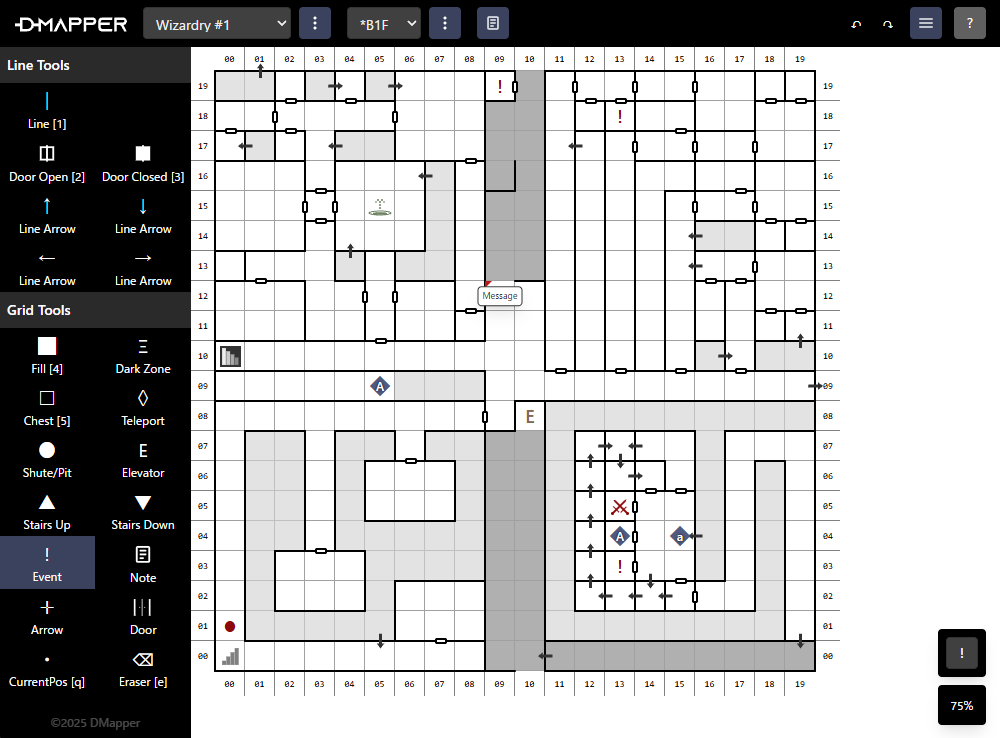 DMAPPER
Wizardry #1
*B1F
?
Line Tools
Line [1]
Door Open [2] Door Closed [3]
Line Arrow Line Arrow
Line Arrow Line Arrow
Grid Tools
Fill [4] Dark Zone
Chest [5] Teleport
Shute/Pit Elevator
Stairs Up Stairs Down
Event Note
Arrow Door
CurrentPos [q] Eraser [e]
©2025 DMapper
00 01 02 03 04 05 06 07 08 09 10 11 12 13 14 15 16 17 18 19
19 ! 19
18 ! 18
17 17
16 16
15 15
14 14
13 13
12 Message 12
11 11
10 10
09 A 09
08 E 08
07 07
06 06
05 05
04 A a 04
03 ! 03
02 02
01 01
00 00
00 01 02 03 04 05 06 07 08 09 10 11 12 13 14 15 16 17 18 19
!
75%